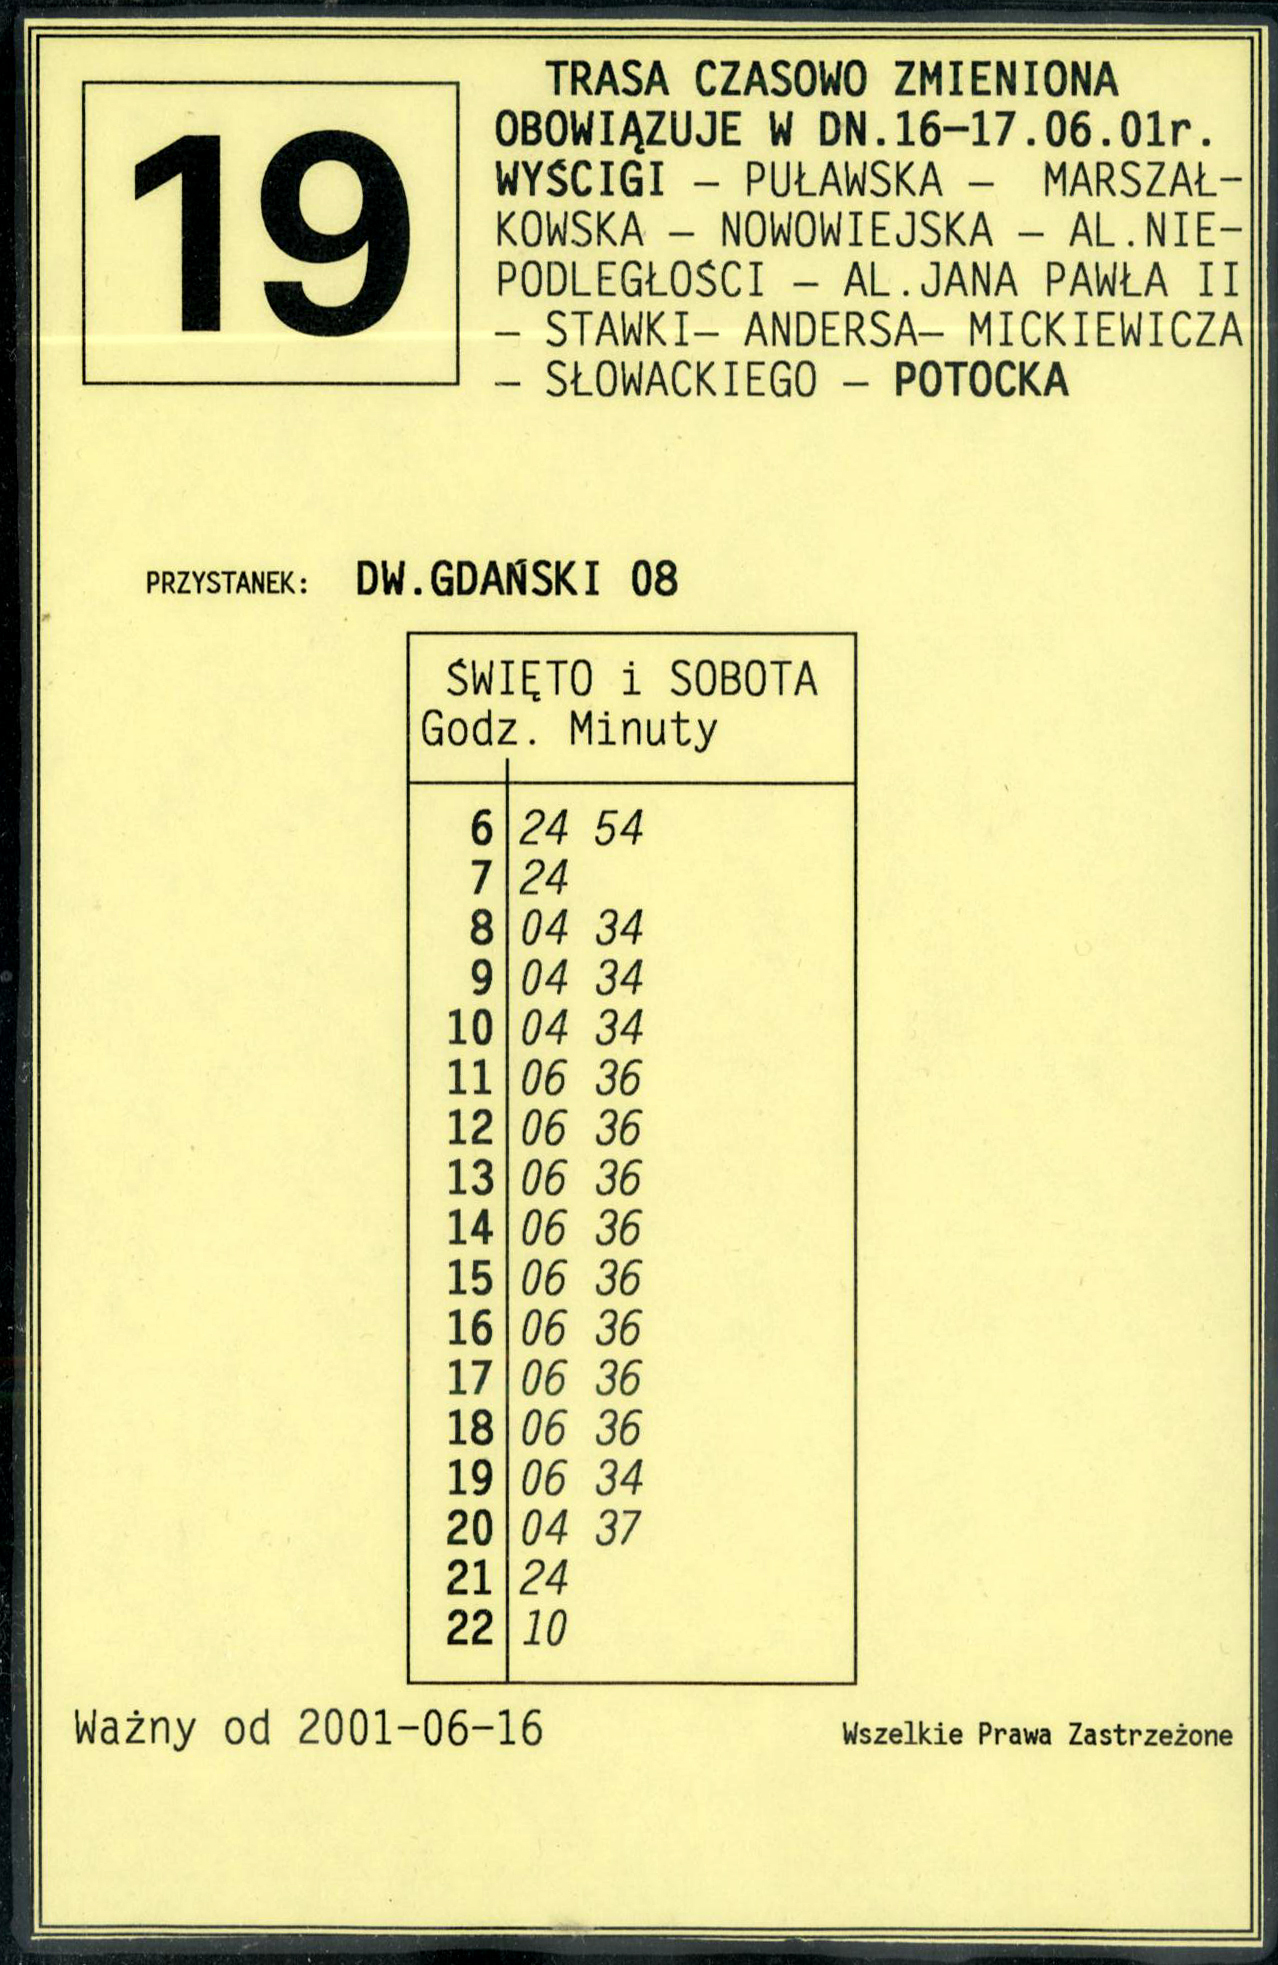 19
TRASA CZASOWO ZMIENIONA
OBOWIĄZUJE W DN.16–17.06.01r.
WYŚCIGI – PUŁAWSKA – MARSZAŁ-
KOWSKA – NOWOWIEJSKA – AL.NIE-
PODLEGŁOŚCI – AL.JANA PAWŁA II
– STAWKI– ANDERSA– MICKIEWICZA
– SŁOWACKIEGO – POTOCKA
PRZYSTANEK: DW.GDAŃSKI 08
ŚWIĘTO i SOBOTA
Godz. Minuty
6 24 54
7 24
8 04 34
9 04 34
10 04 34
11 06 36
12 06 36
13 06 36
14 06 36
15 06 36
16 06 36
17 06 36
18 06 36
19 06 34
20 04 37
21 24
22 10
Ważny od 2001-06-16
Wszelkie Prawa Zastrzeżone